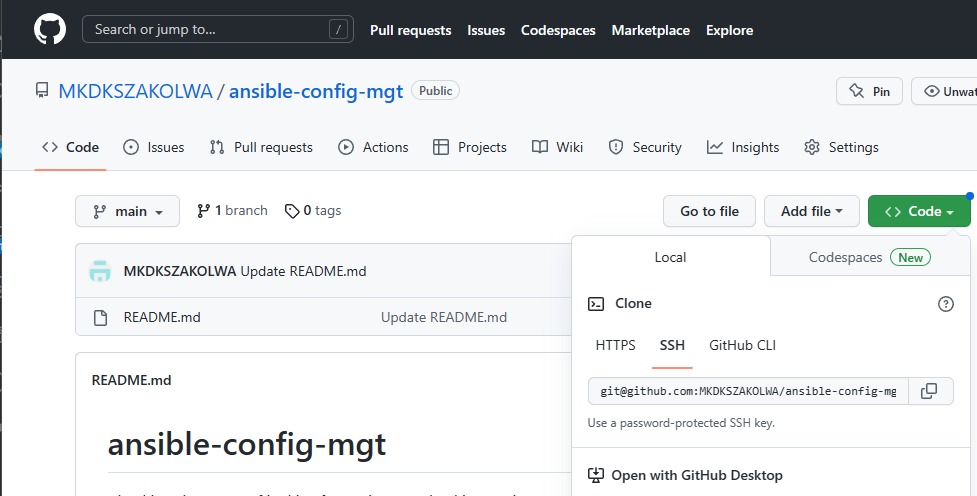 Search or jump to... / Pull requests Issues Codespaces Marketplace Explore
MKDKSZAKOLWA / ansible-config-mgt Public Pin
Code Issues Pull requests Actions Projects Wiki Security Insights Settings
main 1 branch 0 tags Go to file Add file Code
MKDKSZAKOLWA Update README.md
README.md Update README.md
README.md
ansible-config-mgt
Local Codespaces New
Clone
HTTPS SSH GitHub CLI
git@github.com:MKDKSZAKOLWA/ansible-config-mg
Use a password-protected SSH key.
Open with GitHub Desktop